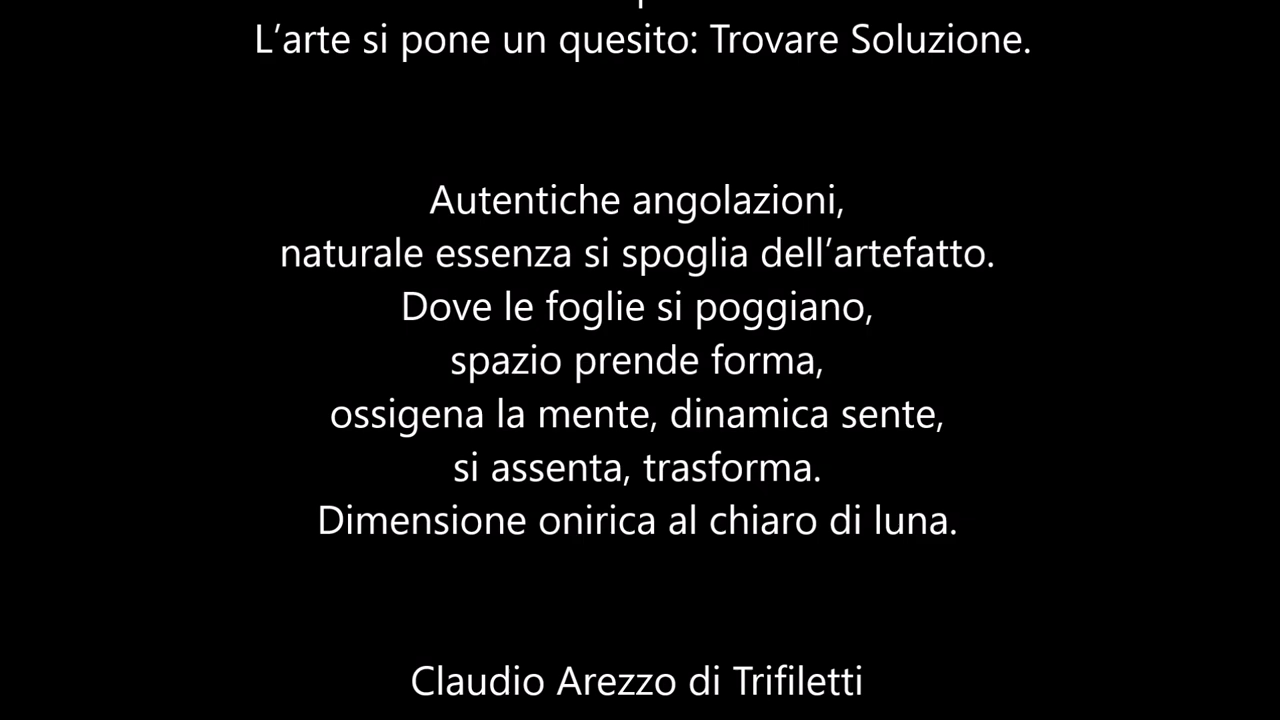 L’arte si pone un quesito: Trovare Soluzione.
Autentiche angolazioni,
naturale essenza si spoglia dell’artefatto.
Dove le foglie si poggiano,
spazio prende forma,
ossigena la mente, dinamica sente,
si assenta, trasforma.
Dimensione onirica al chiaro di luna.
Claudio Arezzo di Trifiletti